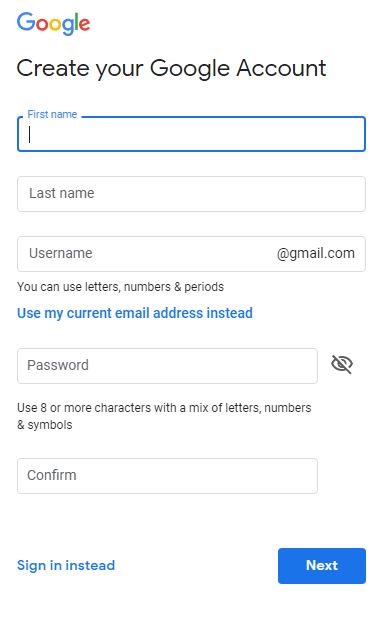 Google
Create your Google Account
First name
Last name
Username
@gmail.com
You can use letters, numbers & periods
Use my current email address instead
Password
Use 8 or more characters with a mix of letters, numbers
& symbols
Confirm
Sign in instead
Next